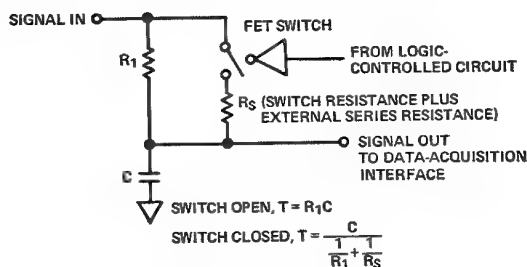 SIGNAL IN
FET SWITCH
R1
FROM LOGIC-
CONTROLLED CIRCUIT
RS (SWITCH RESISTANCE PLUS
EXTERNAL SERIES RESISTANCE)
SIGNAL OUT
TO DATA-ACQUISITION
INTERFACE
C
SWITCH OPEN, T = R1C
SWITCH CLOSED, T = C / (1/R1 + 1/RS)